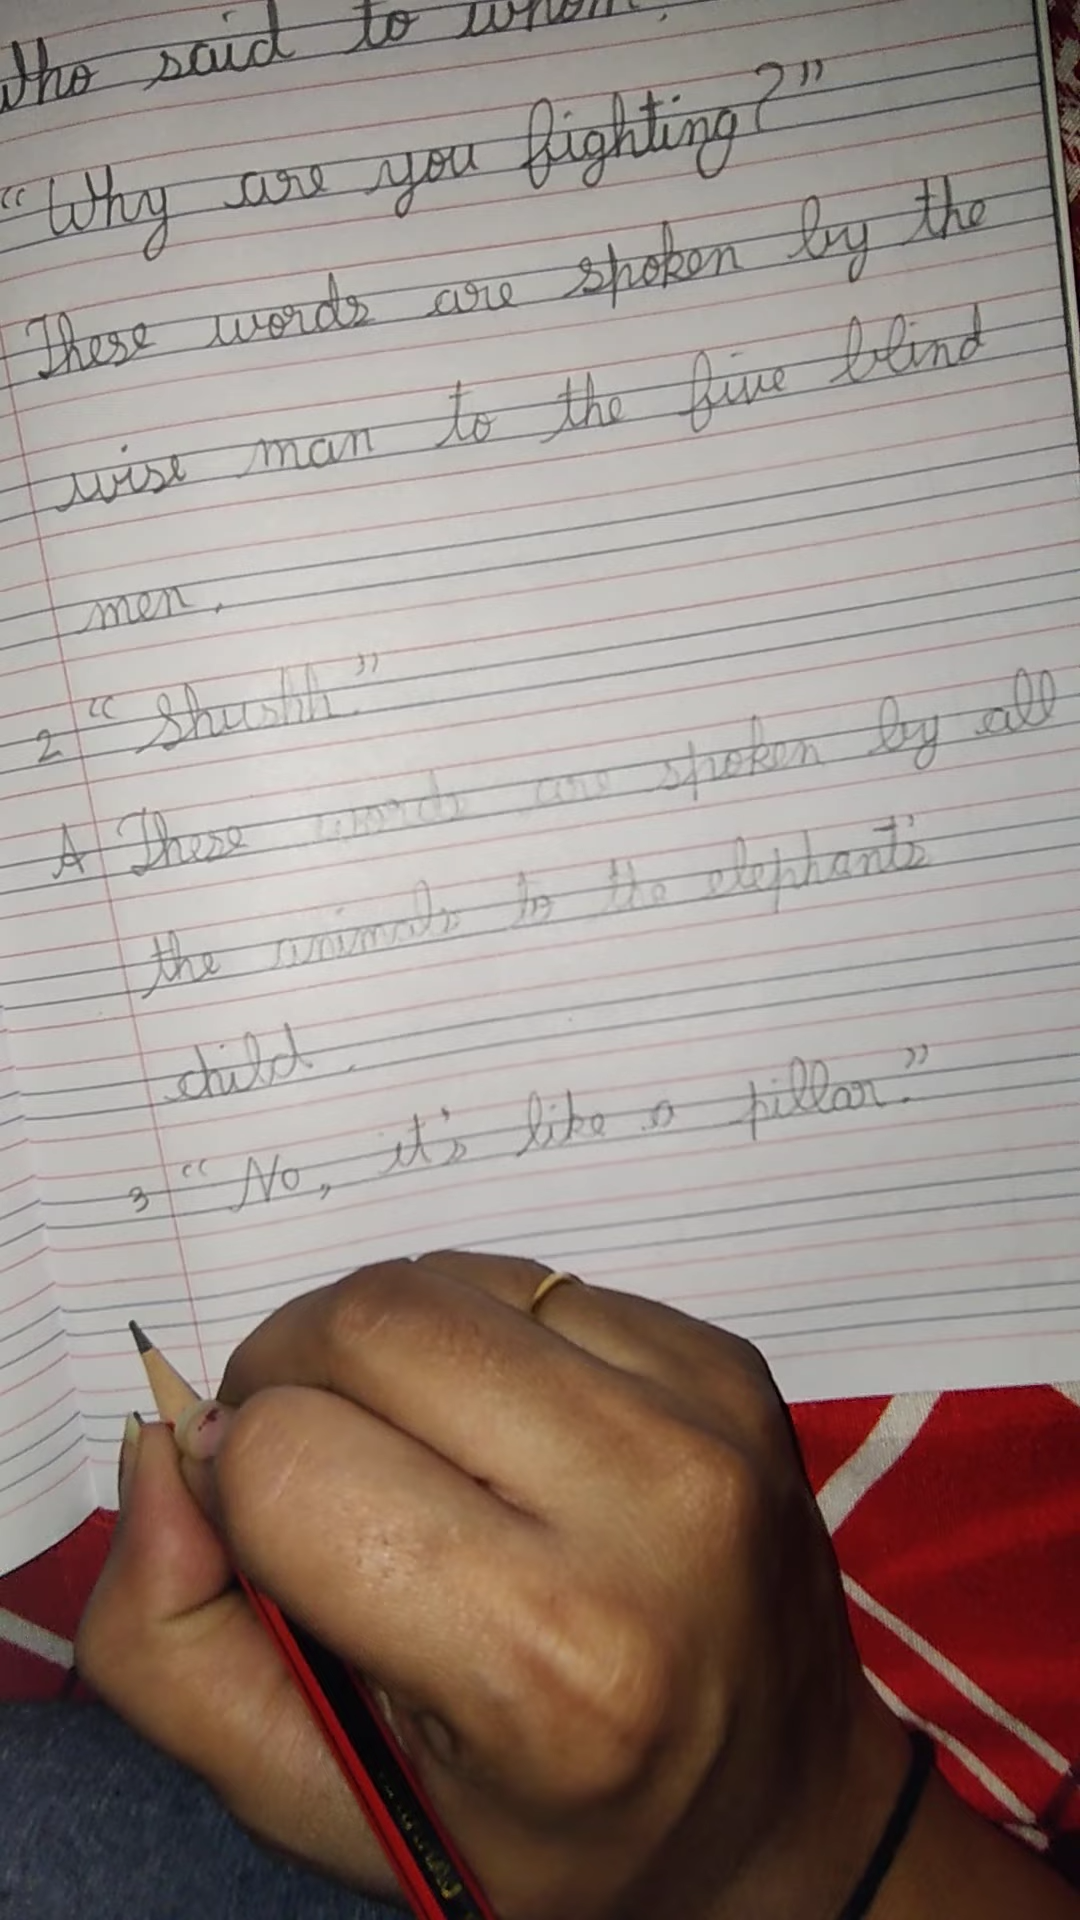 Who said to whom.
"Why are you fighting?"
These words are spoken by the
wise man to the five blind
men.
2 "Shushh."
A These words are spoken by all
the animals to the elephant's
child.
3 "No, it's like a pillar."